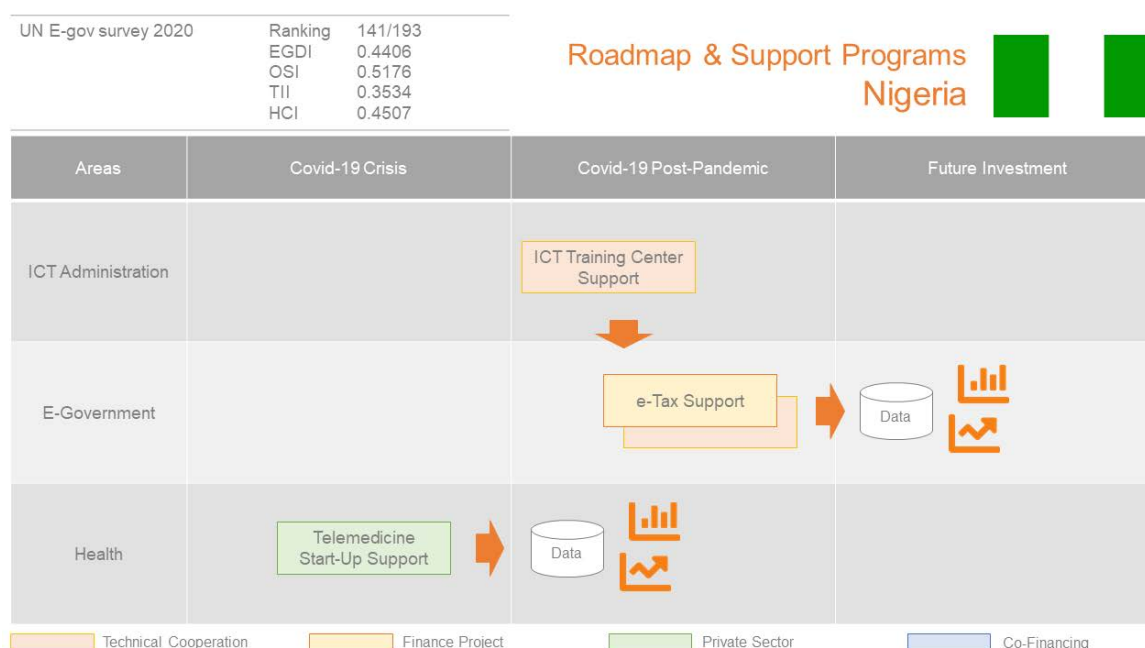 UN E-gov survey 2020
Ranking 141/193
EGDI 0.4406
OSI 0.5176
TII 0.3534
HCI 0.4507
Roadmap & Support Programs
Nigeria
Areas
Covid-19 Crisis
Covid-19 Post-Pandemic
Future Investment
ICT Administration
ICT Training Center
Support
E-Government
e-Tax Support
Data
Health
Telemedicine
Start-Up Support
Data
Technical Cooperation
Finance Project
Private Sector
Co-Financing